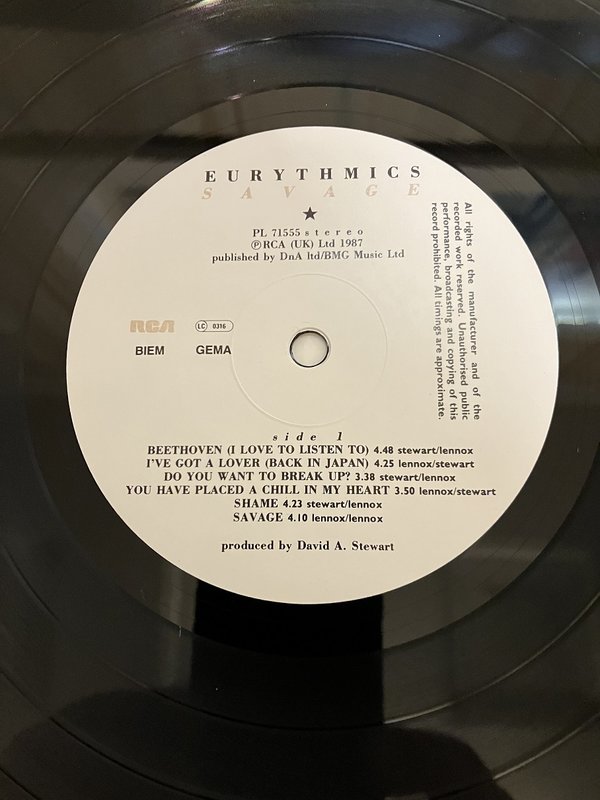 EURYTHMICS
SAVAGE
★
PL 71555 stereo
ⓅRCA (UK) Ltd 1987
published by DnA ltd/BMG Music Ltd
All rights of the manufacturer and of the
recorded work reserved. Unauthorised public
performance, broadcasting and copying of this
record prohibited. All timings are approximate.
RCA
LC 0316
BIEM GEMA
side 1
BEETHOVEN (I LOVE TO LISTEN TO) 4.48 stewart/lennox
I'VE GOT A LOVER (BACK IN JAPAN) 4.25 lennox/stewart
DO YOU WANT TO BREAK UP? 3.38 stewart/lennox
YOU HAVE PLACED A CHILL IN MY HEART 3.50 lennox/stewart
SHAME 4.23 stewart/lennox
SAVAGE 4.10 lennox/lennox
produced by David A. Stewart